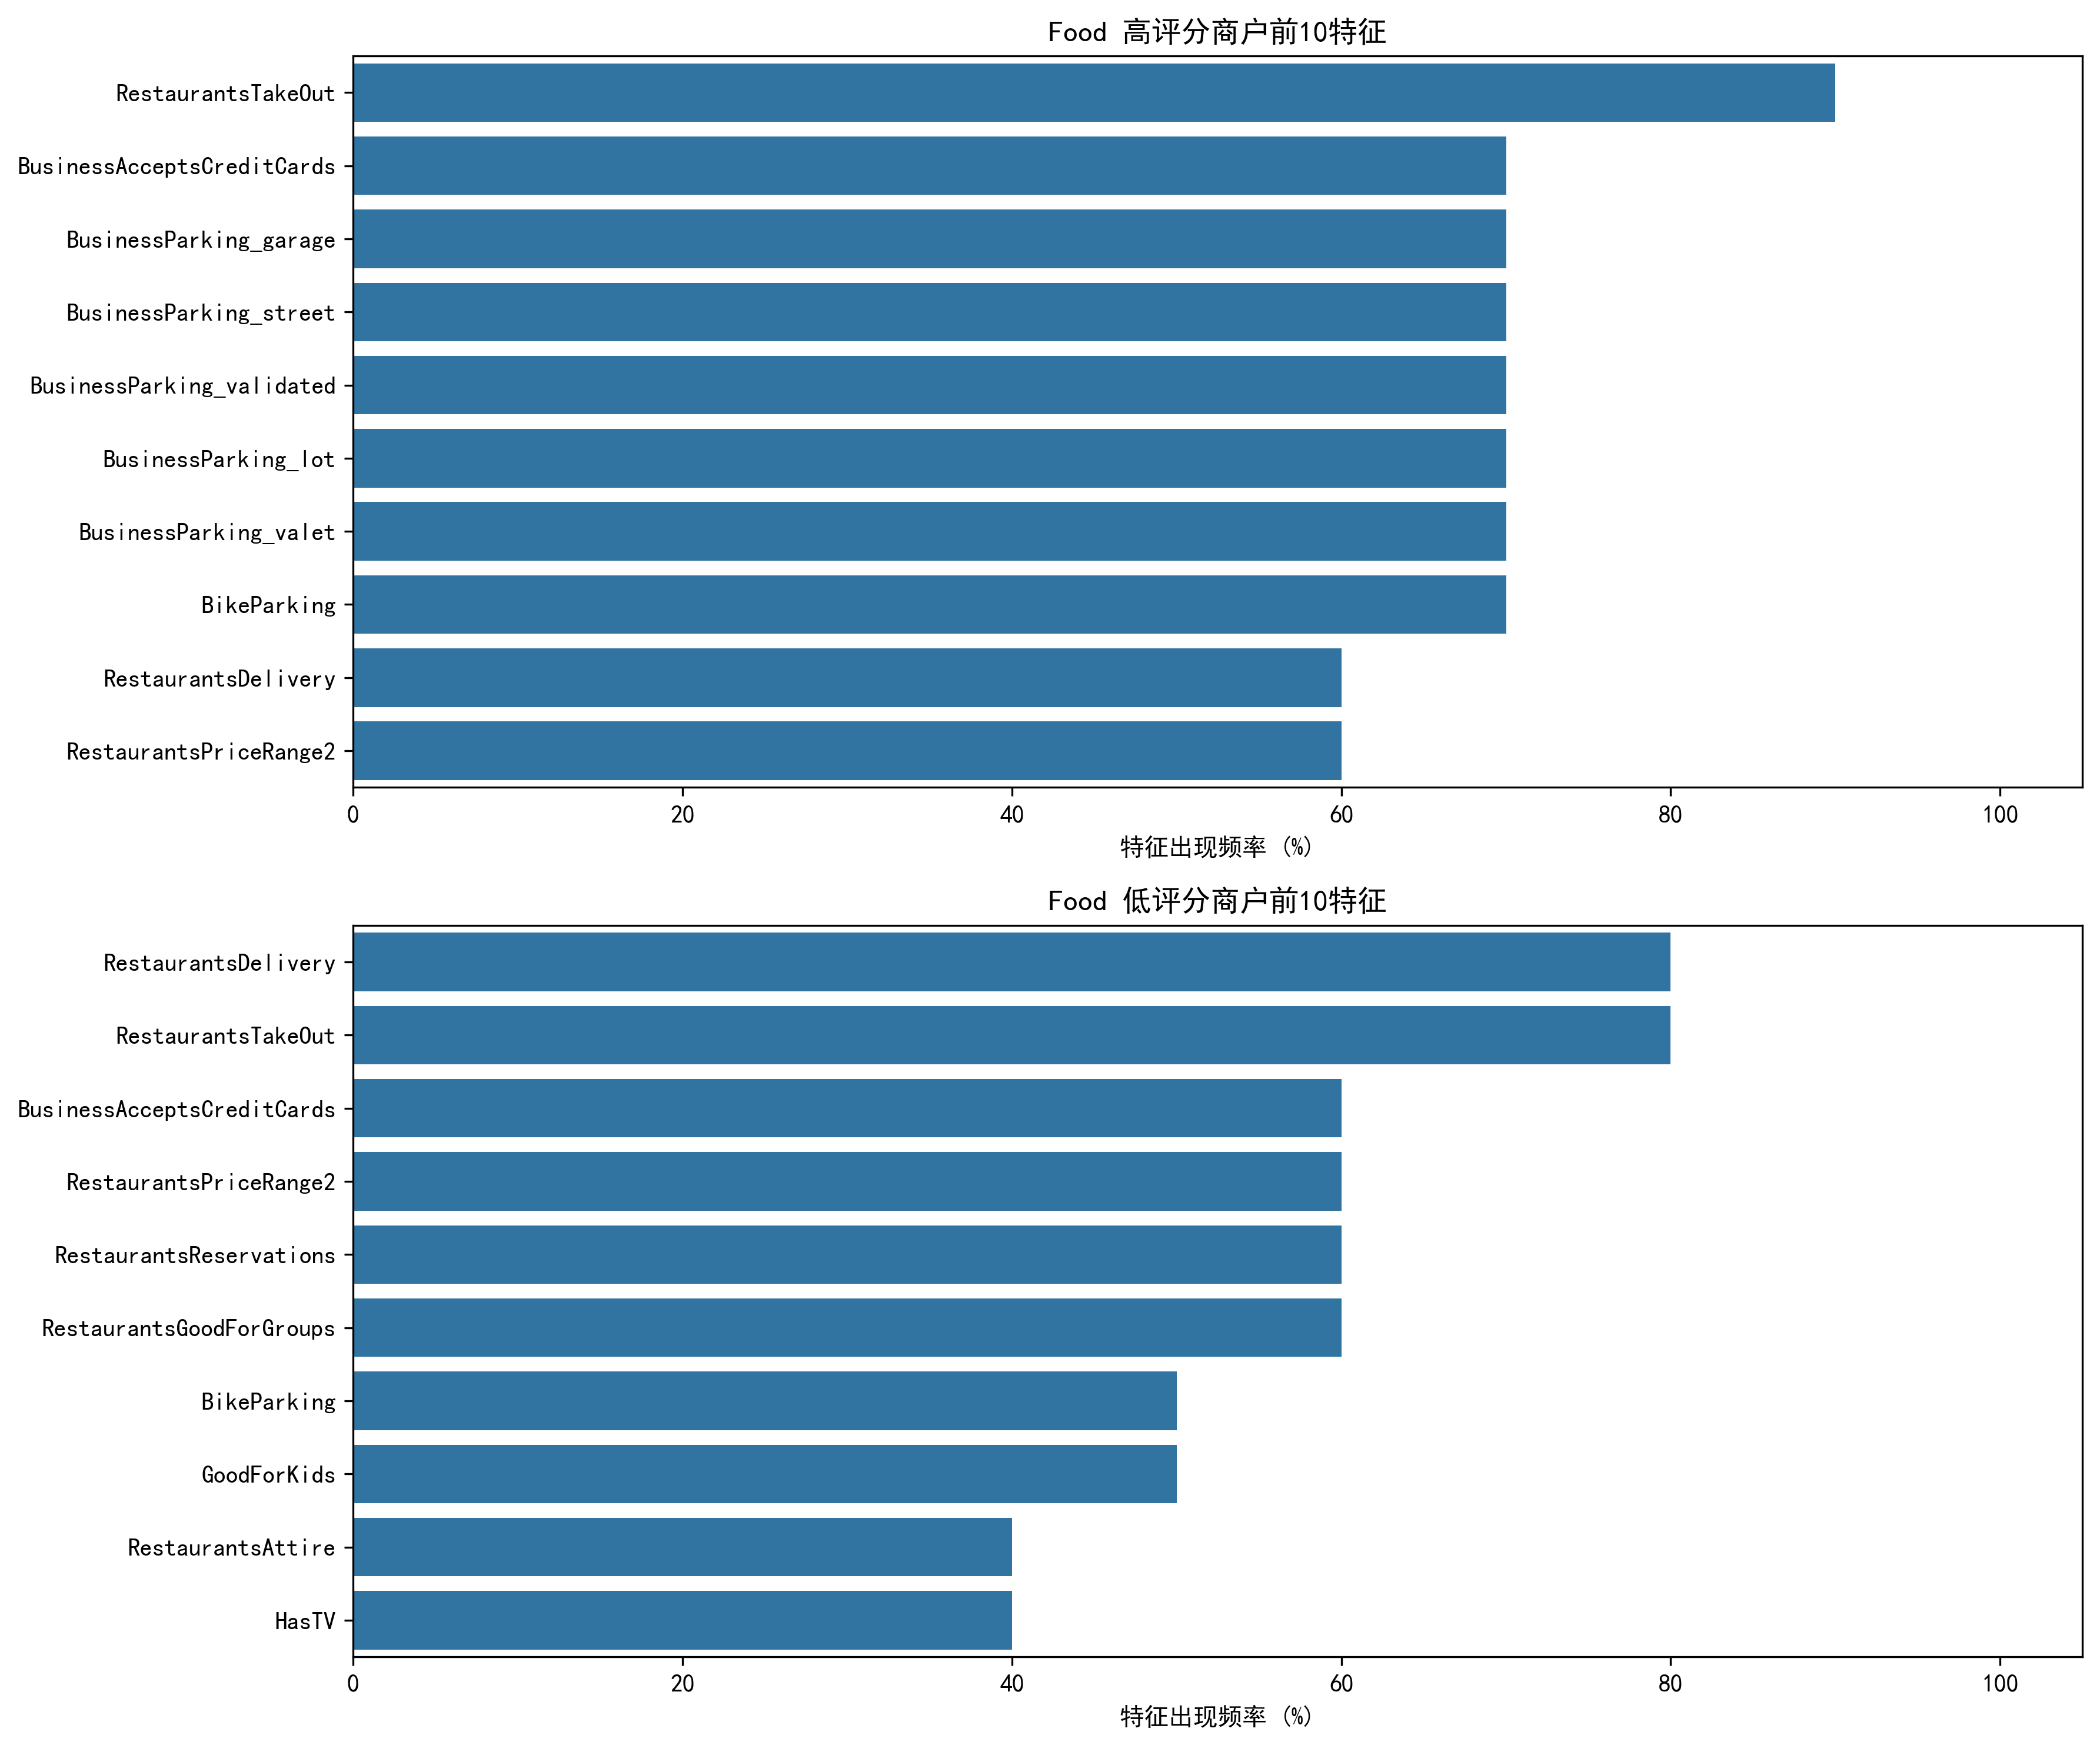 Food 高评分商户前10特征
RestaurantsTakeOut
BusinessAcceptsCreditCards
BusinessParking_garage
BusinessParking_street
BusinessParking_validated
BusinessParking_lot
BusinessParking_valet
BikeParking
RestaurantsDelivery
RestaurantsPriceRange2
0 20 40 60 80 100
特征出现频率 (%)
Food 低评分商户前10特征
RestaurantsDelivery
RestaurantsTakeOut
BusinessAcceptsCreditCards
RestaurantsPriceRange2
RestaurantsReservations
RestaurantsGoodForGroups
BikeParking
GoodForKids
RestaurantsAttire
HasTV
0 20 40 60 80 100
特征出现频率 (%)